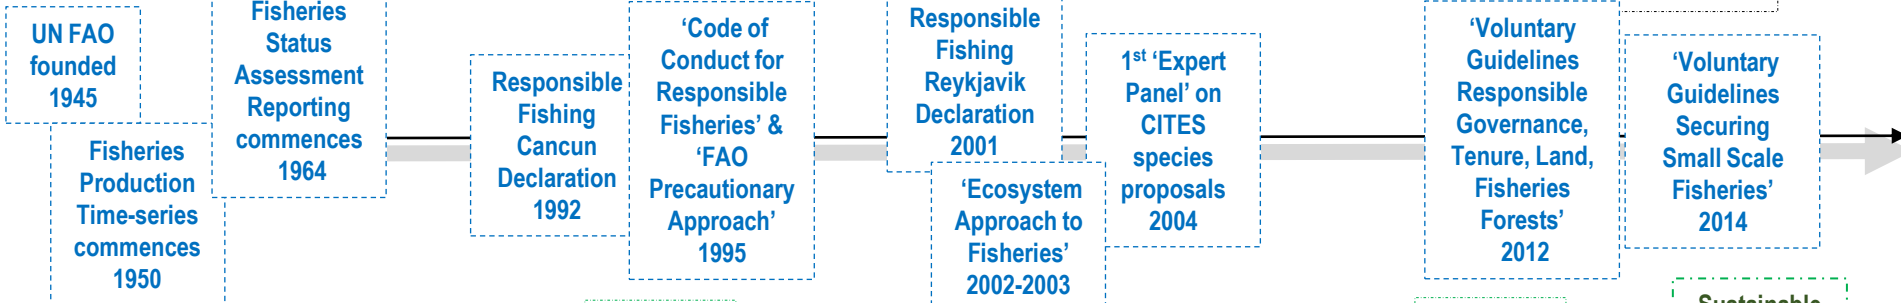 UN FAO
founded
1945
Fisheries
Production
Time-series
commences
1950
Fisheries
Status
Assessment
Reporting
commences
1964
Responsible
Fishing
Cancun
Declaration
1992
‘Code of
Conduct for
Responsible
Fisheries’ &
‘FAO
Precautionary
Approach’
1995
Responsible
Fishing
Reykjavik
Declaration
2001
‘Ecosystem
Approach to
Fisheries’
2002-2003
1st ‘Expert
Panel’ on
CITES
species
proposals
2004
‘Voluntary
Guidelines
Responsible
Governance,
Tenure, Land,
Fisheries
Forests’
2012
‘Voluntary
Guidelines
Securing
Small Scale
Fisheries’
2014
Sustainable